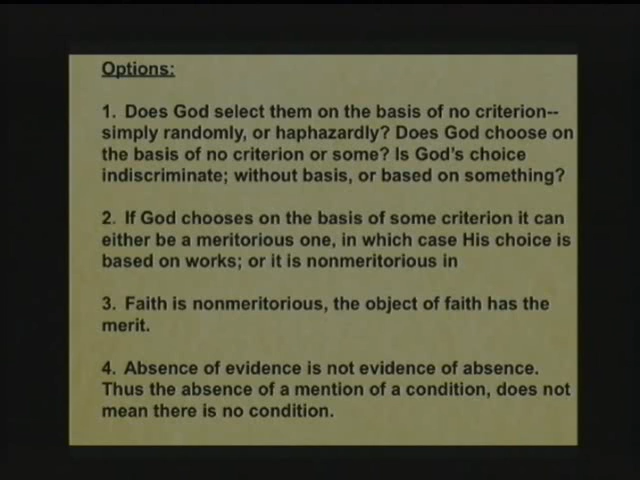 Options:
1. Does God select them on the basis of no criterion--
simply randomly, or haphazardly? Does God choose on
the basis of no criterion or some? Is God's choice
indiscriminate; without basis, or based on something?
2. If God chooses on the basis of some criterion it can
either be a meritorious one, in which case His choice is
based on works; or it is nonmeritorious in
3. Faith is nonmeritorious, the object of faith has the
merit.
4. Absence of evidence is not evidence of absence.
Thus the absence of a mention of a condition, does not
mean there is no condition.